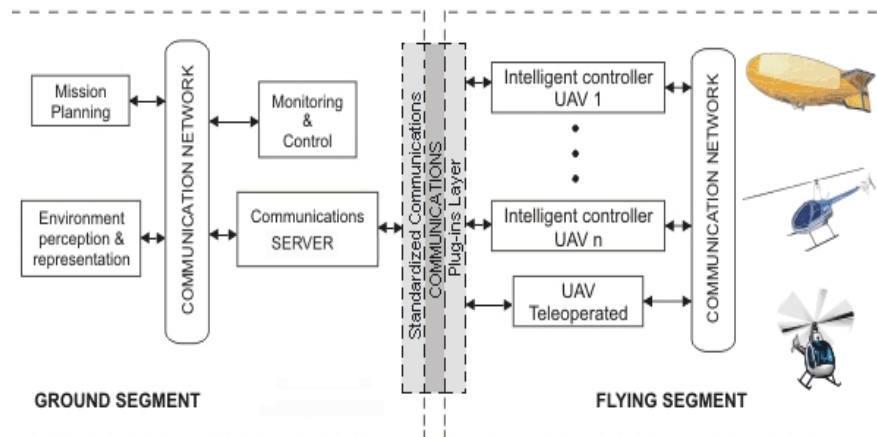 Mission
Planning
COMMUNICATION NETWORK
Monitoring
&
Control
Environment
perception &
representation
Communications
SERVER
GROUND SEGMENT
Standardized Communications
COMMUNICATIONS
Plug-ins Layer
Intelligent controller
UAV 1
Intelligent controller
UAV n
UAV
Teleoperated
COMMUNICATION NETWORK
FLYING SEGMENT